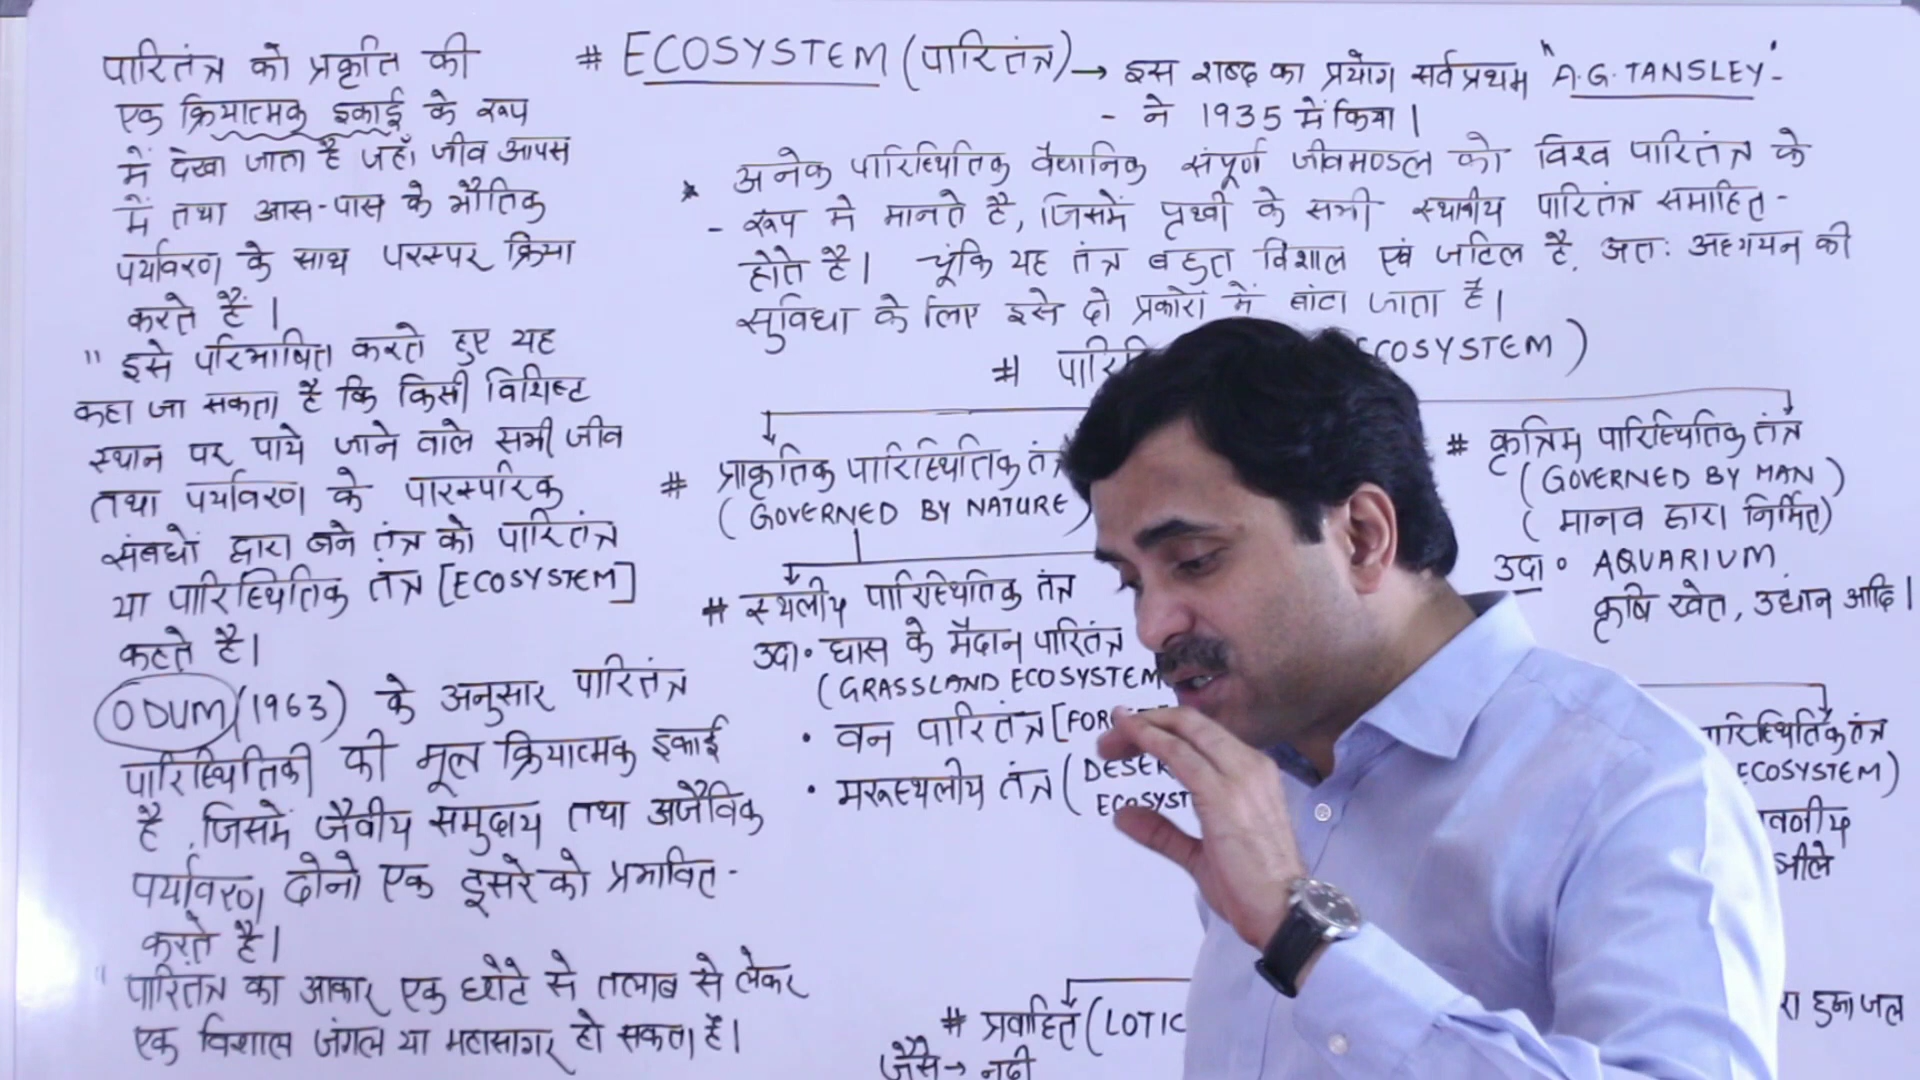 पारितंत्र को प्रकृति की
एक क्रियात्मक इकाई के रूप
में देखा जाता है जहाँ जीव आपस
में तथा आस-पास के भौतिक
पर्यावरण के साथ परस्पर क्रिया
करते हैं।
" इसे परिभाषित करते हुए यह
कहा जा सकता है कि किसी विशिष्ट
स्थान पर पाये जाने वाले सभी जीव
तथा पर्यावरण के पारस्परिक
संबधों द्वारा बने तंत्र को पारितंत्र
या पारिस्थितिक तंत्र [ECOSYSTEM]
कहते है।
ODUM (1963) के अनुसार पारितंत्र
पारिस्थितिकी की मूल क्रियात्मक इकाई
है, जिसमें जैवीय समुदाय तथा अजैविक
पर्यावरण दोनो एक दूसरे को प्रभावित-
करते है।
" पारितंत्र का आकार एक छोटे से तालाब से लेकर
एक विशाल जंगल या महासागर हो सकता है।
# ECOSYSTEM (पारितंत्र) → इस शब्द का प्रयोग सर्वप्रथम "A.G. TANSLEY"-
- ने 1935 में किया।
* अनेक पारिस्थितिक वैज्ञानिक संपूर्ण जीवमण्डल को विश्व पारितंत्र के
- रूप मे मानते है, जिसमें पृथ्वी के सभी स्थानीय पारितंत्र समाहित-
होते है। चूंकि यह तंत्र बहुत विशाल एवं जटिल है, अतः अध्ययन की
सुविधा के लिए इसे दो प्रकारों में बांटा जाता है।
# COSYSTEM)
# प्राकृतिक पारिस्थितिक
(GOVERNED BY NATURE)
# स्थलीय पारिस्थितिक तंत्र
उदा• घास के मैदान पारितंत्र
(GRASSLAND ECOSYSTEM
• वन पारितंत्र [FOR
• मरूस्थलीय तंत्र (DESER
ECOSYST
# कृत्रिम पारिस्थितिक तंत्र
(GOVERNED BY MAN)
(मानव द्वारा निर्मित)
उदा∘ AQUARIUM,
कृषि खेत, उद्यान आदि।
पारिस्थितिक तंत्र
ECOSYSTEM)
झीले
# प्रवाहित (LOTIC
जैसे → नदी
हुआ जल